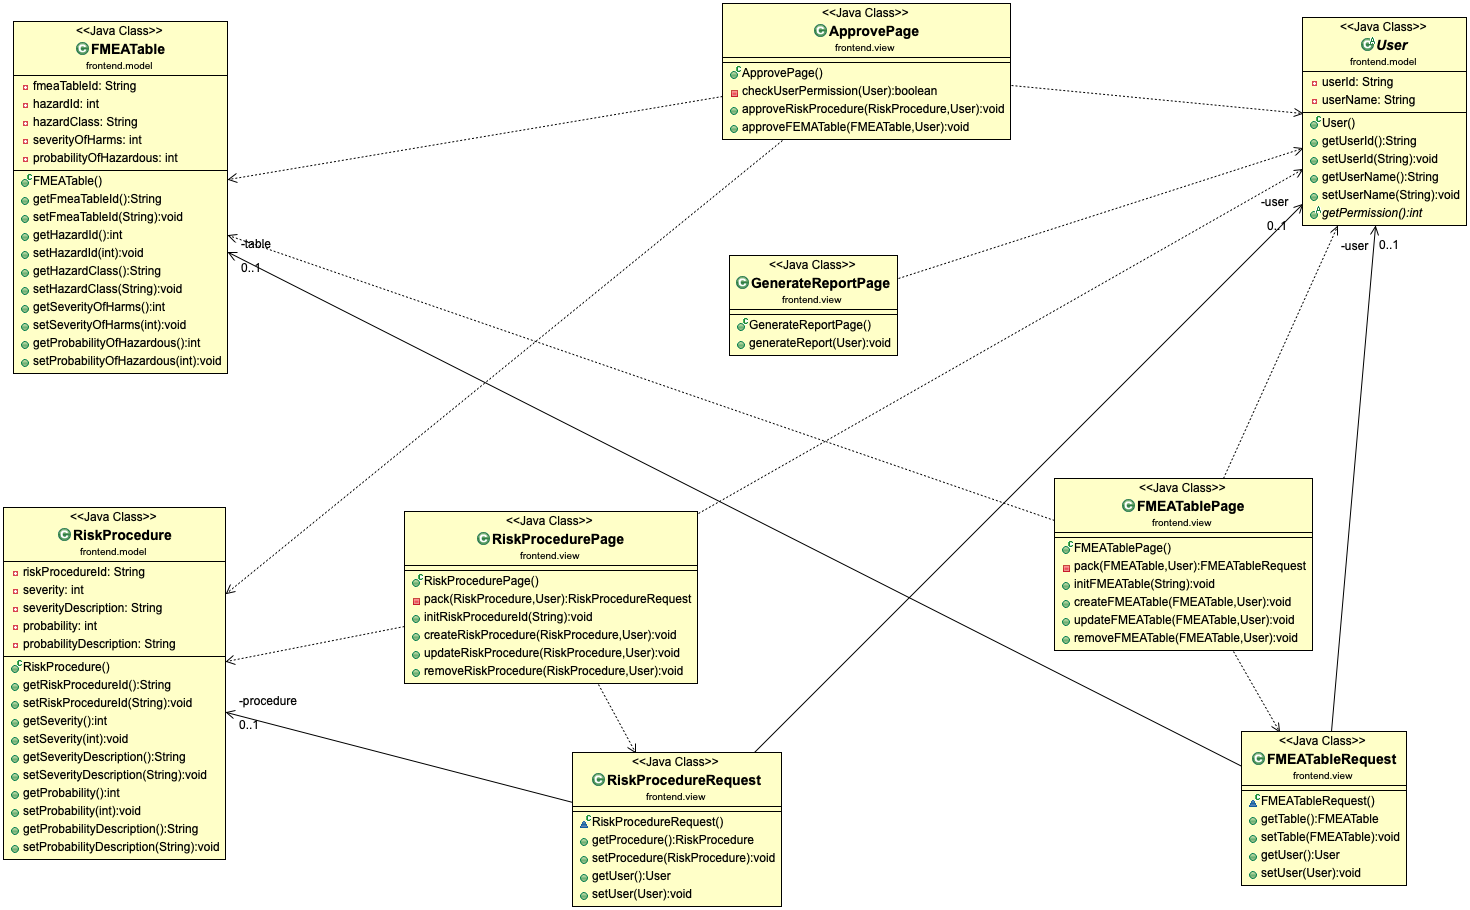 <<Java Class>>
FMEATable
frontend.model
fmeaTableId: String
hazardId: int
hazardClass: String
severityOfHarms: int
probabilityOfHazardous: int
FMEATable()
getFmeaTableId():String
setFmeaTableId(String):void
getHazardId():int
setHazardId(int):void
getHazardClass():String
setHazardClass(String):void
getSeverityOfHarms():int
setSeverityOfHarms(int):void
getProbabilityOfHazardous():int
setProbabilityOfHazardous(int):void
-table
0..1
<<Java Class>>
ApprovePage
frontend.view
ApprovePage()
checkUserPermission(User):boolean
approveRiskProcedure(RiskProcedure,User):void
approveFEMATable(FMEATable,User):void
<<Java Class>>
User
frontend.model
userId: String
userName: String
User()
getUserId():String
setUserId(String):void
getUserName():String
setUserName(String):void
getPermission():int
-user
0..1
-user
0..1
<<Java Class>>
GenerateReportPage
frontend.view
GenerateReportPage()
generateReport(User):void
<<Java Class>>
RiskProcedure
frontend.model
riskProcedureId: String
severity: int
severityDescription: String
probability: int
probabilityDescription: String
RiskProcedure()
getRiskProcedureId():String
setRiskProcedureId(String):void
getSeverity():int
setSeverity(int):void
getSeverityDescription():String
setSeverityDescription(String):void
getProbability():int
setProbability(int):void
getProbabilityDescription():String
setProbabilityDescription(String):void
-procedure
0..1
<<Java Class>>
RiskProcedurePage
frontend.view
RiskProcedurePage()
pack(RiskProcedure,User):RiskProcedureRequest
initRiskProcedureId(String):void
createRiskProcedure(RiskProcedure,User):void
updateRiskProcedure(RiskProcedure,User):void
removeRiskProcedure(RiskProcedure,User):void
<<Java Class>>
FMEATablePage
frontend.view
FMEATablePage()
pack(FMEATable,User):FMEATableRequest
initFMEATable(String):void
createFMEATable(FMEATable,User):void
updateFMEATable(FMEATable,User):void
removeFMEATable(FMEATable,User):void
<<Java Class>>
RiskProcedureRequest
frontend.view
RiskProcedureRequest()
getProcedure():RiskProcedure
setProcedure(RiskProcedure):void
getUser():User
setUser(User):void
<<Java Class>>
FMEATableRequest
frontend.view
FMEATableRequest()
getTable():FMEATable
setTable(FMEATable):void
getUser():User
setUser(User):void